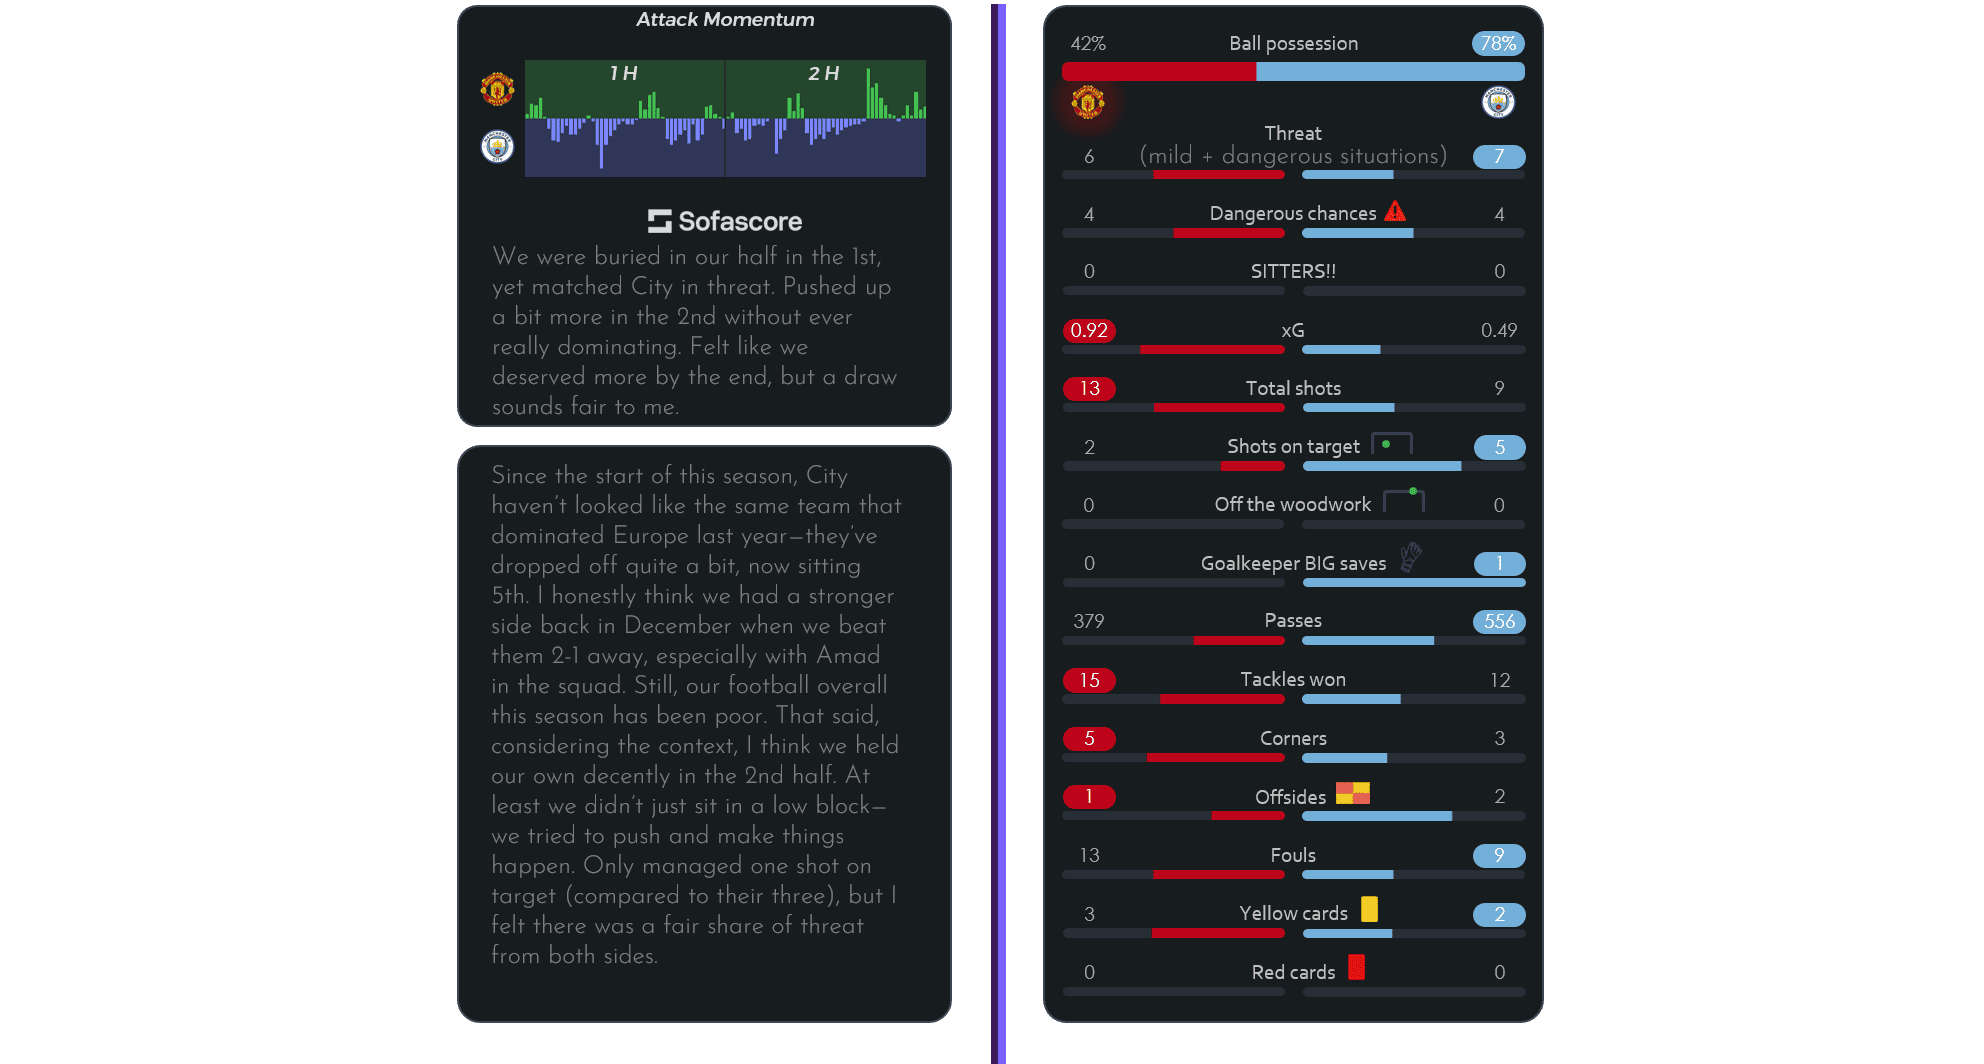 Attack Momentum
1 H
2 H
Sofascore
We were buried in our half in the 1st,
yet matched City in threat. Pushed up
a bit more in the 2nd without ever
really dominating. Felt like we
deserved more by the end, but a draw
sounds fair to me.
Since the start of this season, City
haven't looked like the same team that
dominated Europe last year—they've
dropped off quite a bit, now sitting
5th. I honestly think we had a stronger
side back in December when we beat
them 2-1 away, especially with Amad
in the squad. Still, our football overall
this season has been poor. That said,
considering the context, I think we held
our own decently in the 2nd half. At
least we didn't just sit in a low block—
we tried to push and make things
happen. Only managed one shot on
target (compared to their three), but I
felt there was a fair share of threat
from both sides.
42% Ball possession 78%
Threat
6 (mild + dangerous situations) 7
4 Dangerous chances 4
0 SITTERS!! 0
0.92 xG 0.49
13 Total shots 9
2 Shots on target 5
0 Off the woodwork 0
0 Goalkeeper BIG saves 1
379 Passes 556
15 Tackles won 12
5 Corners 3
1 Offsides 2
13 Fouls 9
3 Yellow cards 2
0 Red cards 0